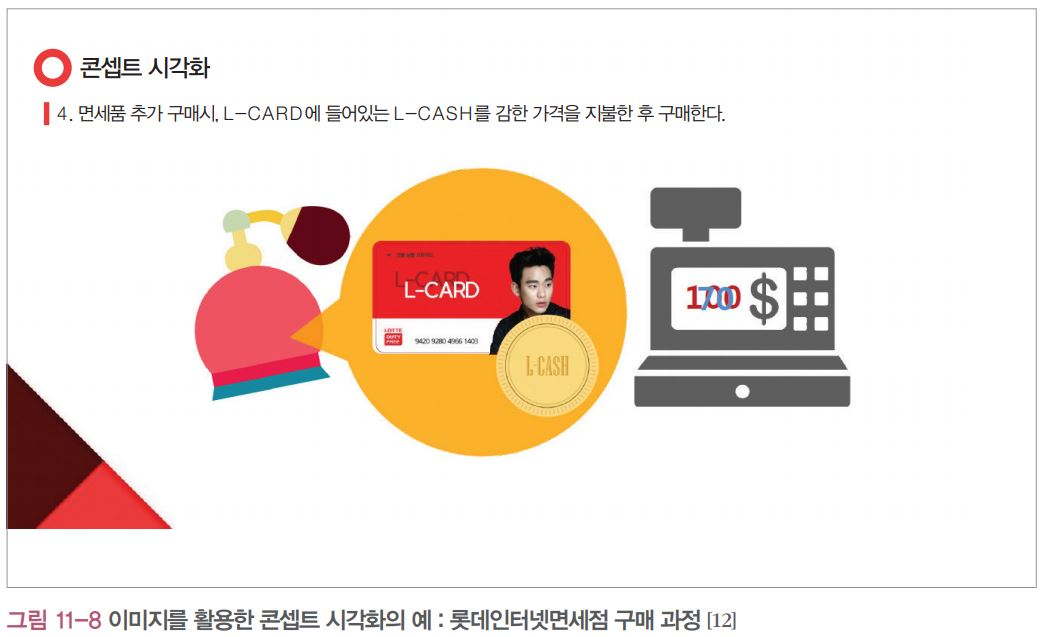 콘셉트 시각화
4. 면세품 추가 구매시, L-CARD에 들어있는 L-CASH를 감한 가격을 지불한 후 구매한다.
L-CARD
L-CARD
LOTTE
DUTY
FREE
9420 9280 4966 1403
L-CASH
100
70
$
그림 11-8 이미지를 활용한 콘셉트 시각화의 예 : 롯데인터넷면세점 구매 과정 [12]